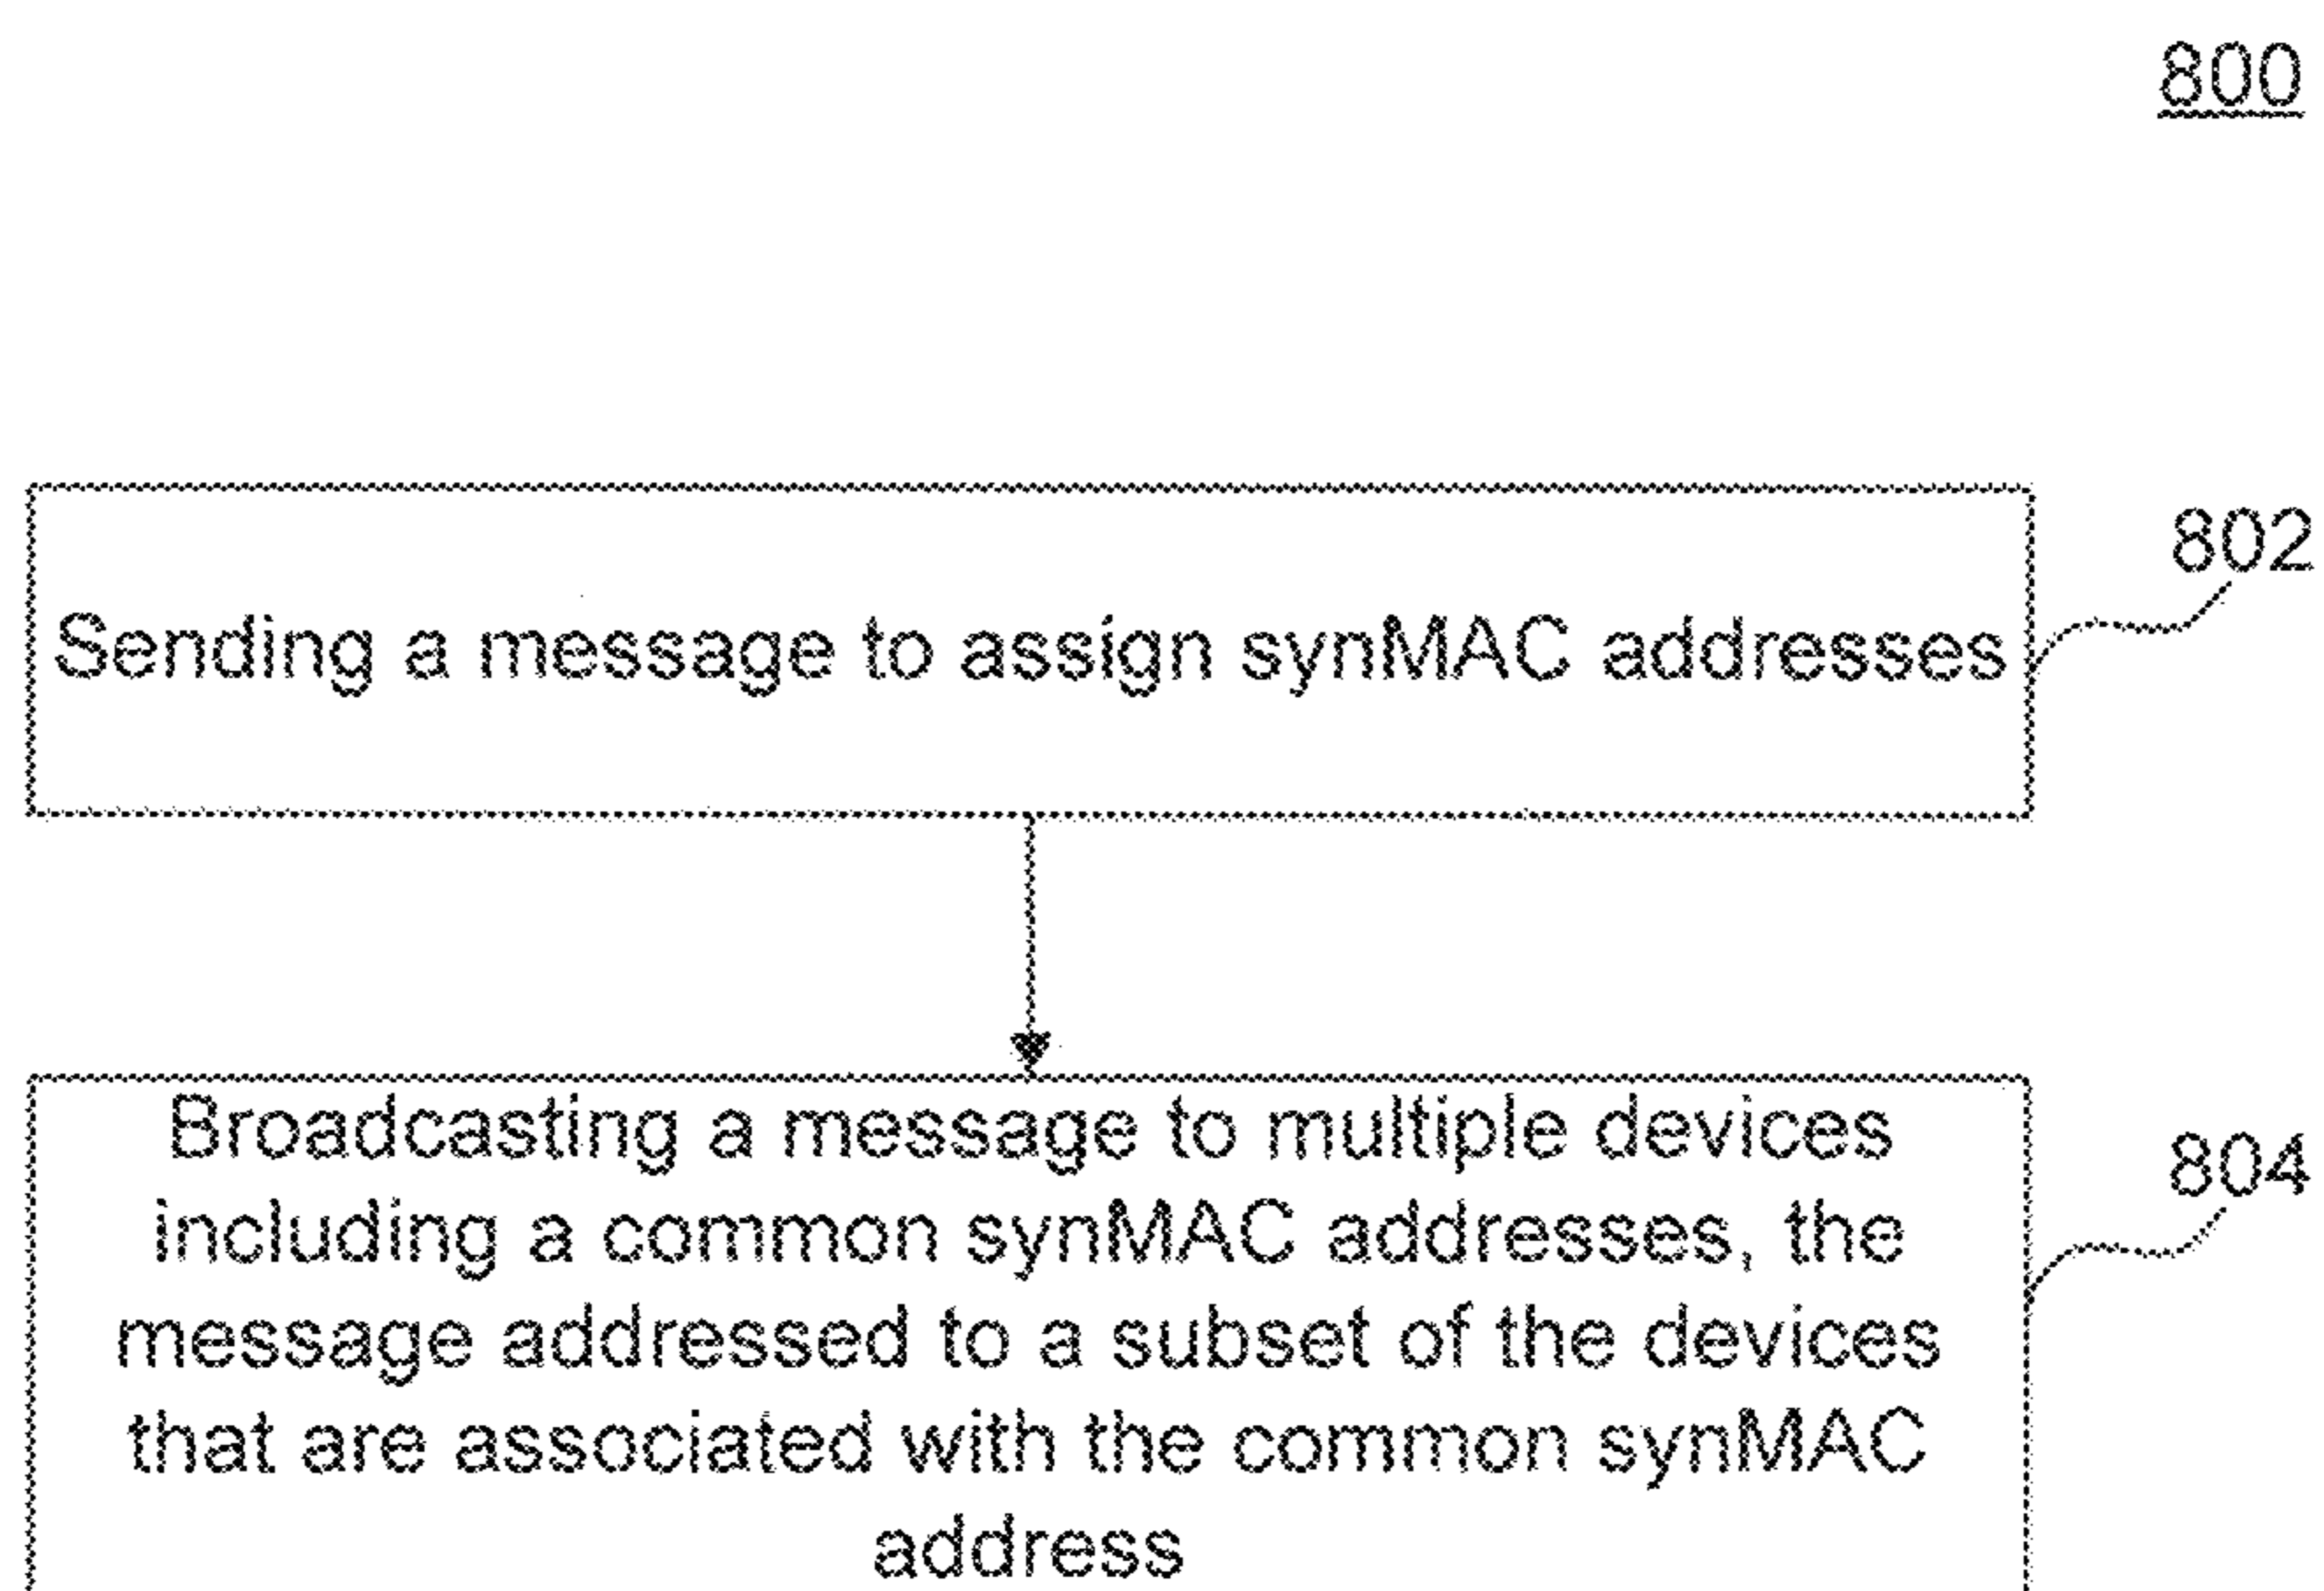 800
Sending a message to assign synMAC addresses
802
Broadcasting a message to multiple devices
including a common synMAC addresses, the
message addressed to a subset of the devices
that are associated with the common synMAC
address
804